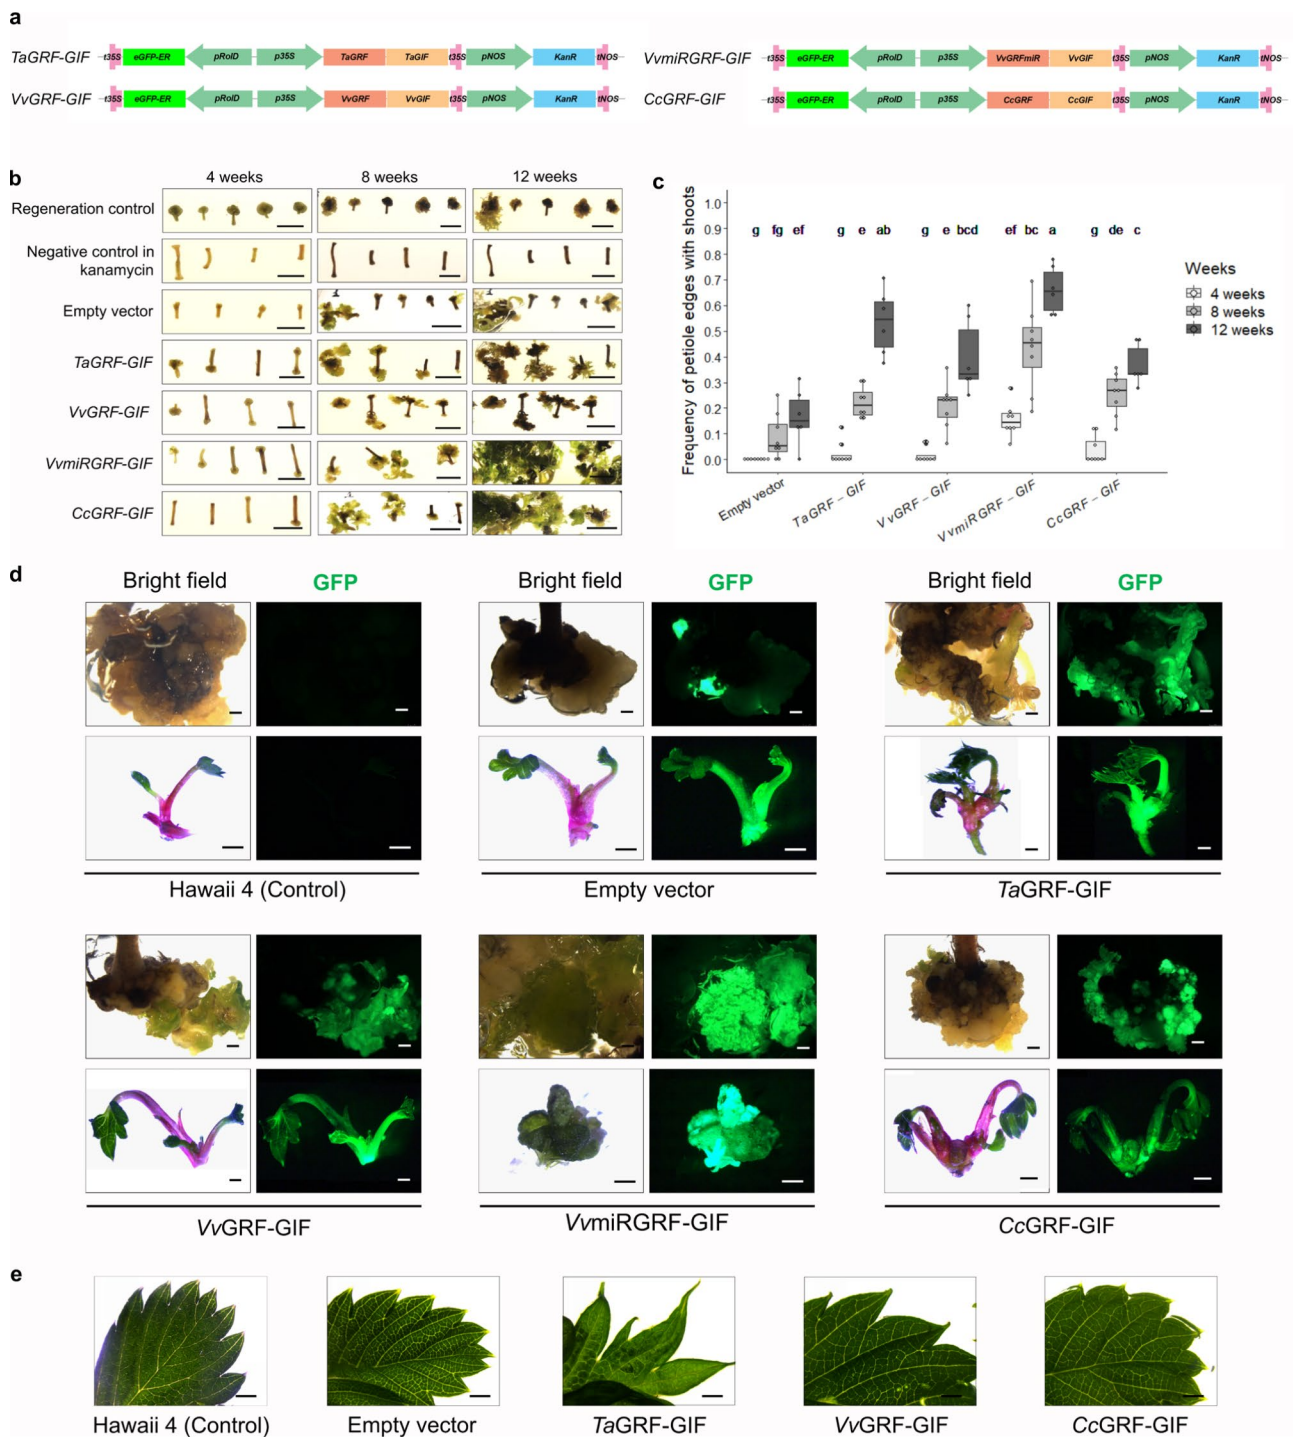 a
TaGRF-GIF t35S eGFP-ER pRolD p35S TaGRF TaGIF t35S pNOS KanR tNOS
VvmiRGRF-GIF t35S eGFP-ER pRolD p35S VvGRFmiR VvGIF t35S pNOS KanR tNOS
VvGRF-GIF t35S eGFP-ER pRolD p35S VvGRF VvGIF t35S pNOS KanR tNOS
CcGRF-GIF t35S eGFP-ER pRolD p35S CcGRF CcGIF t35S pNOS KanR tNOS
b
4 weeks 8 weeks 12 weeks
Regeneration control
Negative control in
kanamycin
Empty vector
TaGRF-GIF
VvGRF-GIF
VvmiRGRF-GIF
CcGRF-GIF
c
Frequency of petiole edges with shoots
1.0
0.9
0.8
0.7
0.6
0.5
0.4
0.3
0.2
0.1
0.0
g fg ef g e ab g e bcd ef bc a g de c
Empty vector
TaGRF – GIF
VvGRF – GIF
VvmiRGRF – GIF
CcGRF – GIF
Weeks
4 weeks
8 weeks
12 weeks
d
Bright field GFP Bright field GFP Bright field GFP
Hawaii 4 (Control) Empty vector TaGRF-GIF
VvGRF-GIF VvmiRGRF-GIF CcGRF-GIF
e
Hawaii 4 (Control) Empty vector TaGRF-GIF VvGRF-GIF CcGRF-GIF